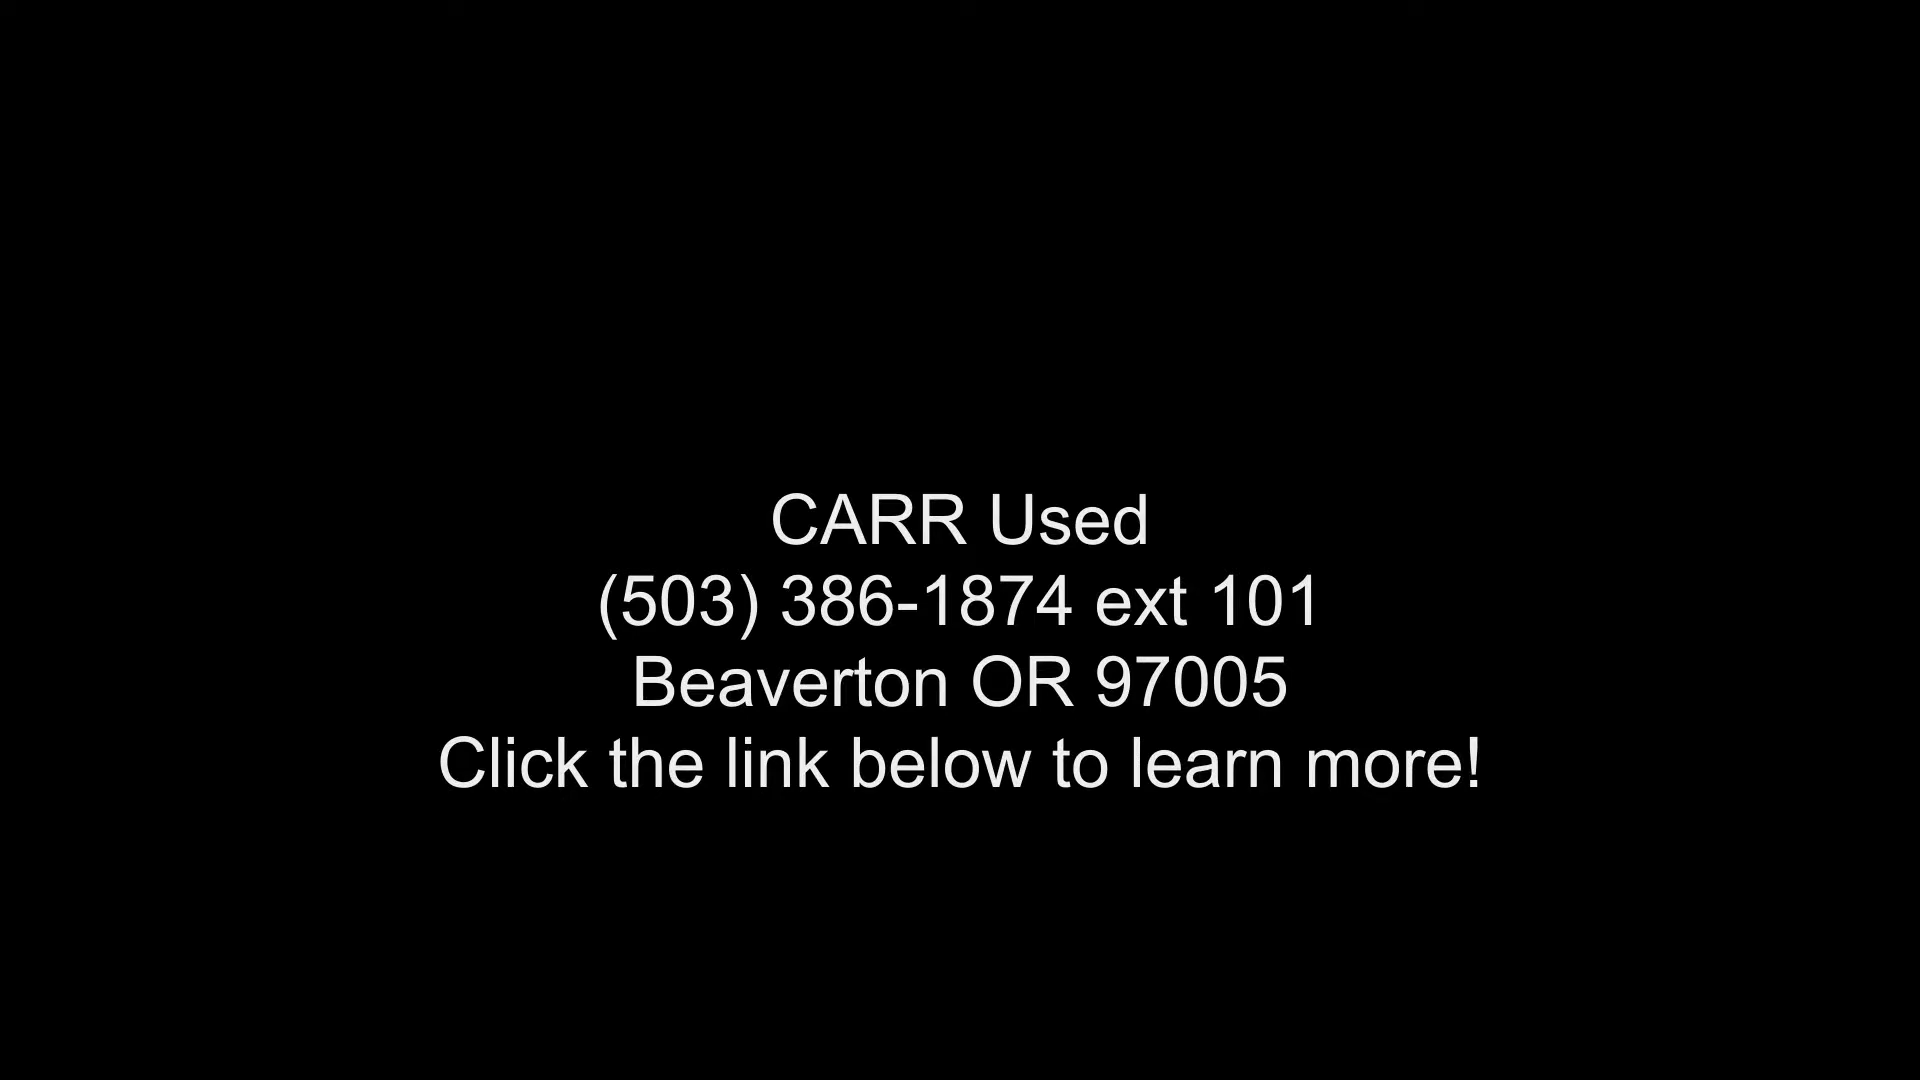 CARR Used
(503) 386-1874 ext 101
Beaverton OR 97005
Click the link below to learn more!